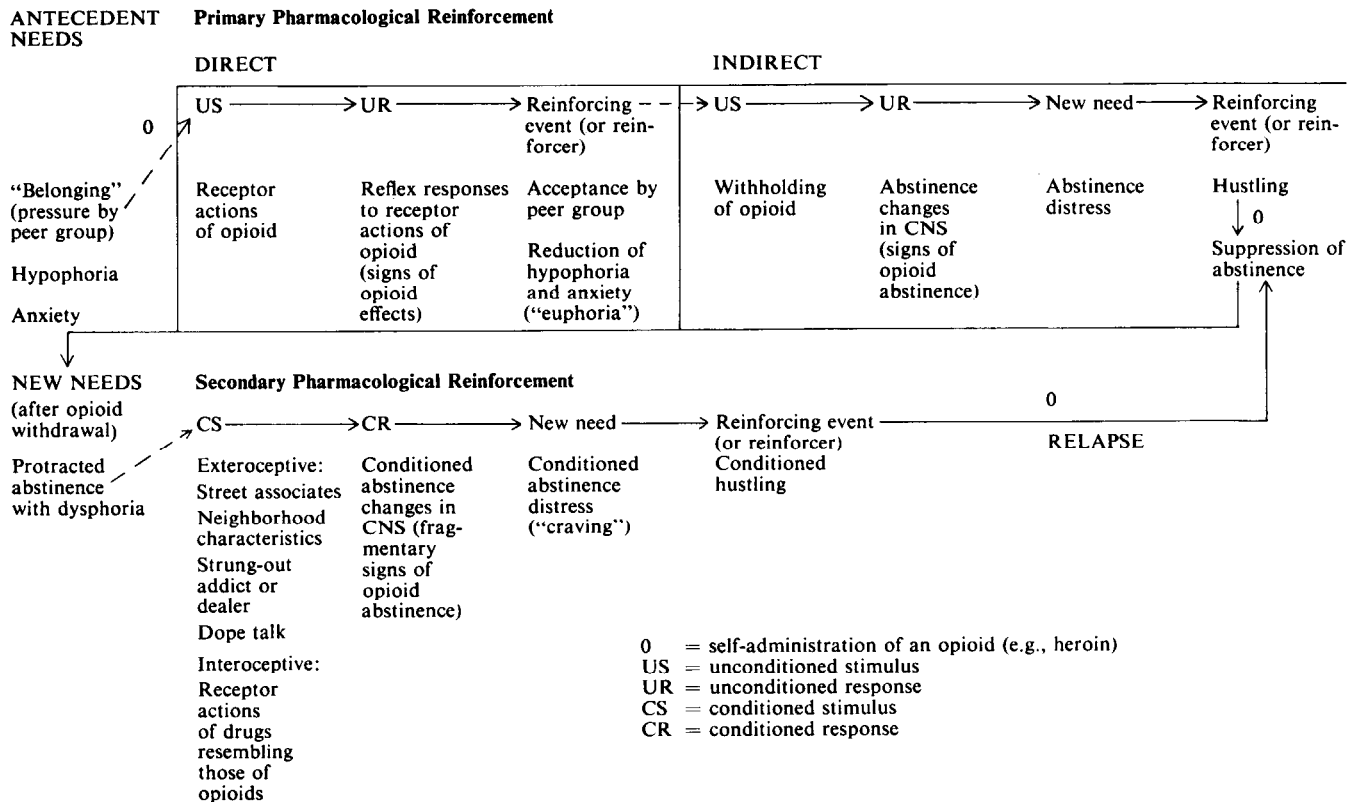 ANTECEDENT
NEEDS
Primary Pharmacological Reinforcement
DIRECT
INDIRECT
0
US
UR
Reinforcing
event (or rein-
forcer)
US
UR
New need
Reinforcing
event (or rein-
forcer)
"Belonging"
(pressure by
peer group)
Hypophoria
Anxiety
Receptor
actions
of opioid
Reflex responses
to receptor
actions of
opioid
(signs of
opioid
effects)
Acceptance by
peer group
Reduction of
hypophoria
and anxiety
("euphoria")
Withholding
of opioid
Abstinence
changes
in CNS
(signs of
opioid
abstinence)
Abstinence
distress
Hustling
0
Suppression of
abstinence
NEW NEEDS
(after opioid
withdrawal)
Protracted
abstinence
with dysphoria
Secondary Pharmacological Reinforcement
CS
CR
New need
Reinforcing event
(or reinforcer)
0
RELAPSE
Exteroceptive:
Street associates
Neighborhood
characteristics
Strung-out
addict or
dealer
Dope talk
Interoceptive:
Receptor
actions
of drugs
resembling
those of
opioids
Conditioned
abstinence
changes in
CNS (frag-
mentary
signs of
opioid
abstinence)
Conditioned
abstinence
distress
("craving")
Conditioned
hustling
0 = self-administration of an opioid (e.g., heroin)
US = unconditioned stimulus
UR = unconditioned response
CS = conditioned stimulus
CR = conditioned response